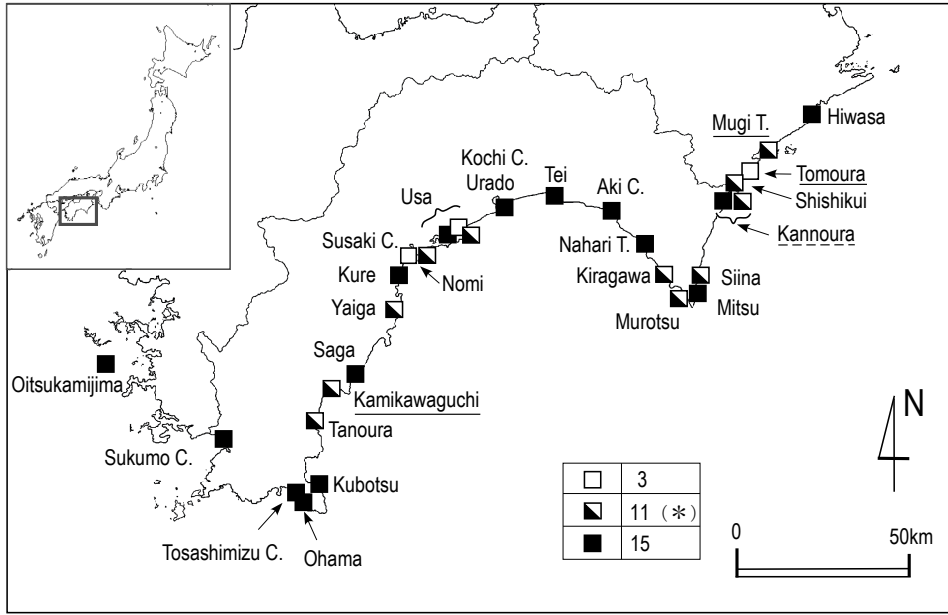 Hiwasa
Mugi T.
Tomoura
Shishikui
Kannoura
Kochi C.
Urado
Tei
Aki C.
Usa
Nahari T.
Susaki C.
Nomi
Kure
Kiragawa
Siina
Mitsu
Murotsu
Yaiga
Saga
Kamikawaguchi
Oitsukamijima
Tanoura
Sukumo C.
Kubotsu
Tosashimizu C.
Ohama
N
3
11 (*)
15
0 50km